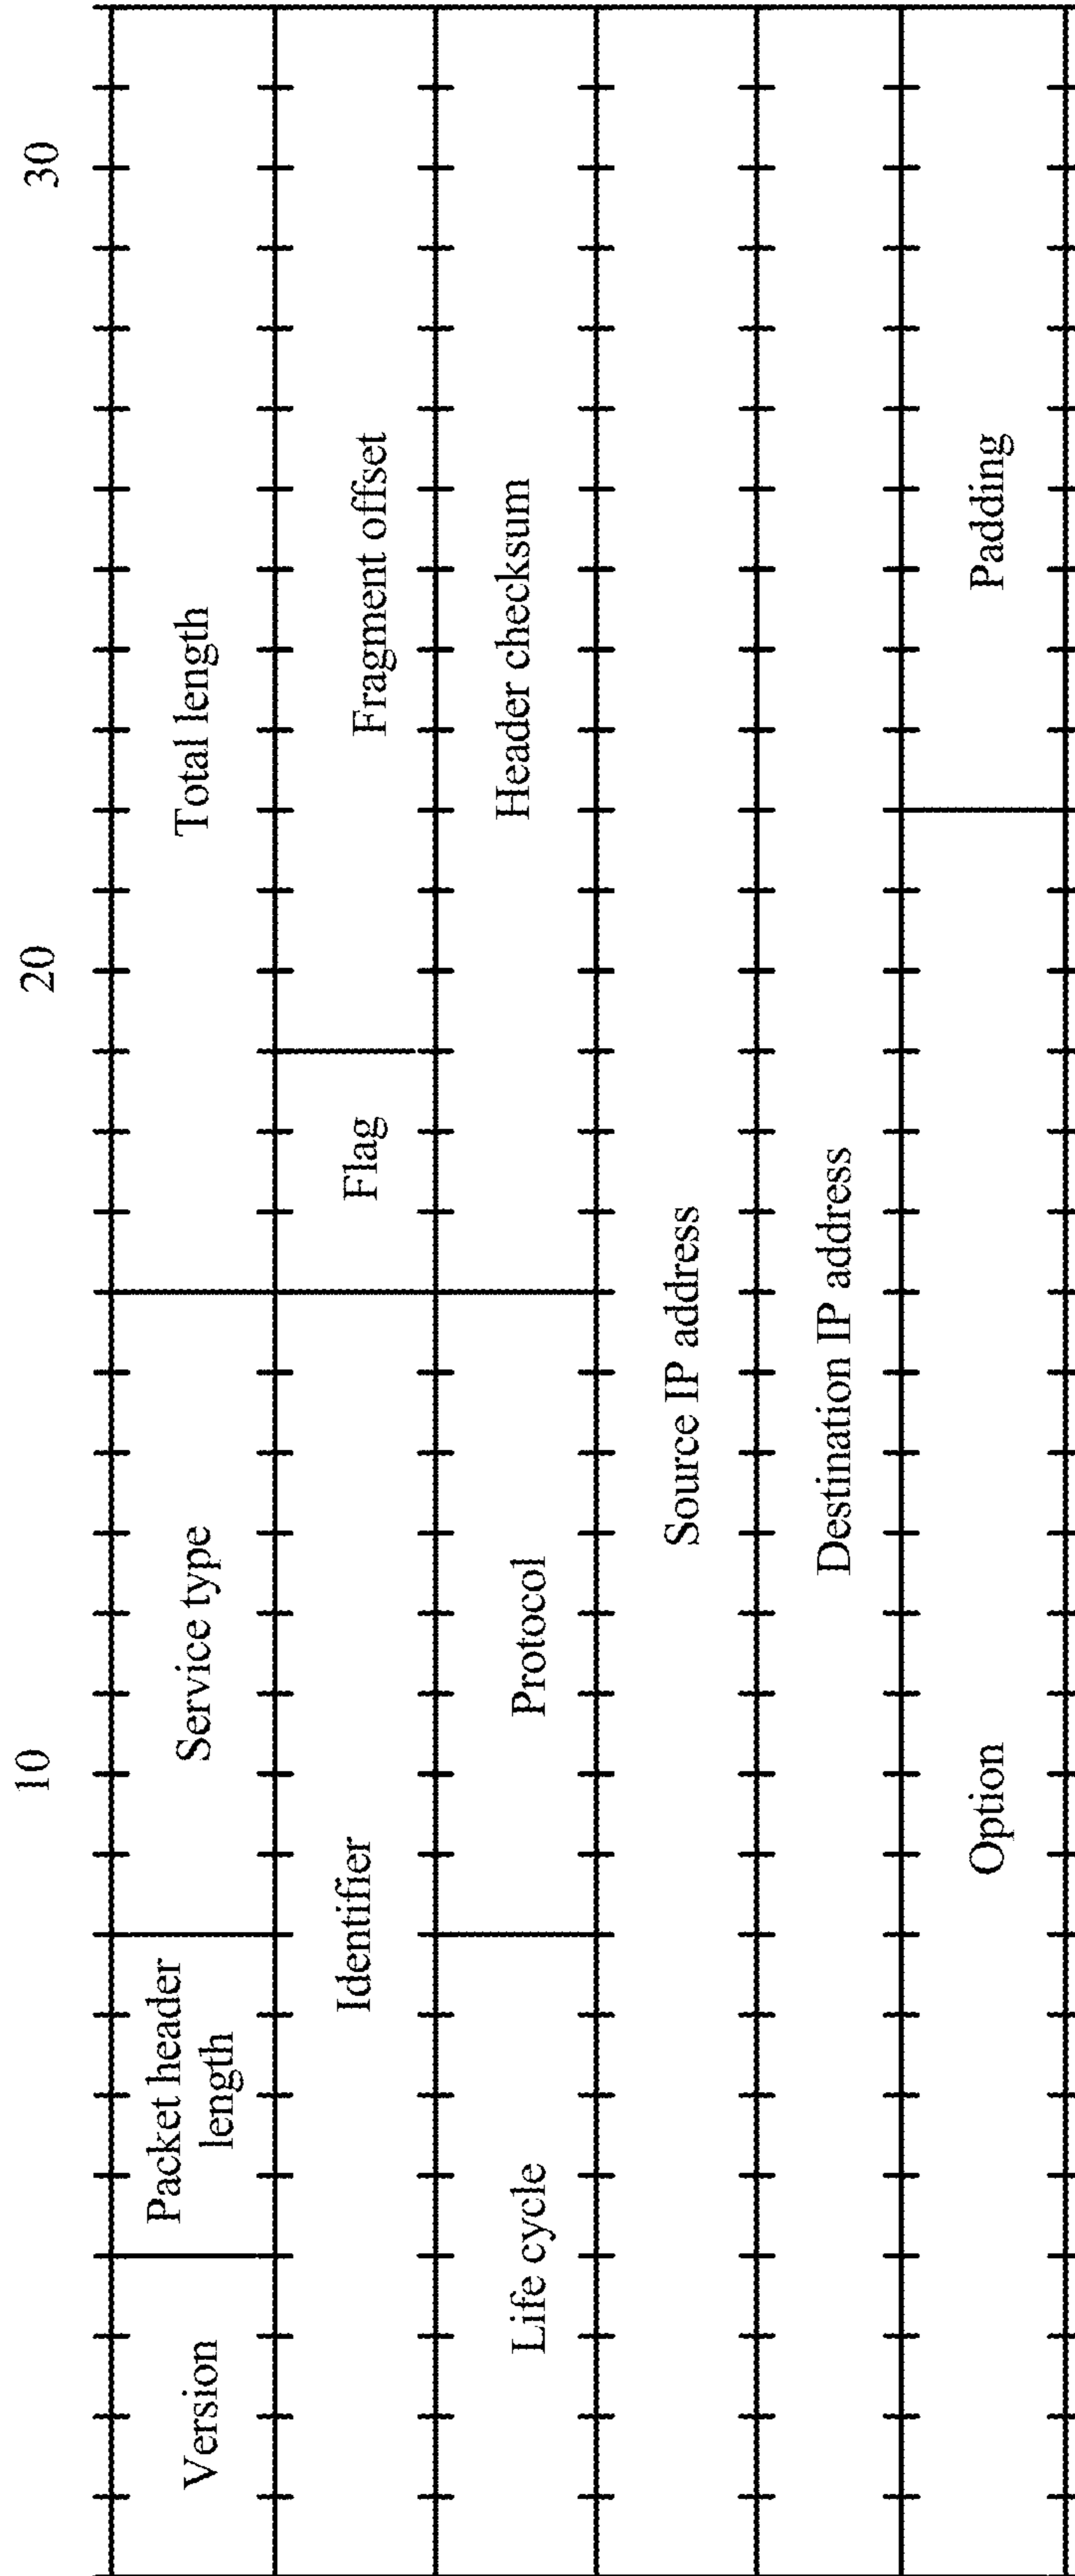 10
20
30
Version
Packet header
length
Service type
Total length
Identifier
Flag
Fragment offset
Life cycle
Protocol
Header checksum
Source IP address
Destination IP address
Option
Padding